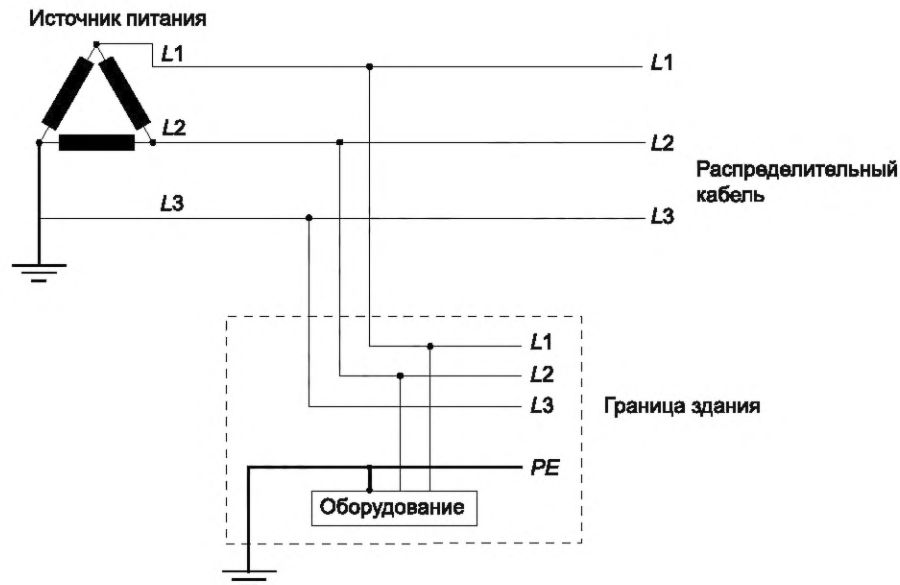 Источник питания
L1
L1
L2
L2
Распределительный
кабель
L3
L3
L1
L2
L3
Граница здания
PE
Оборудование